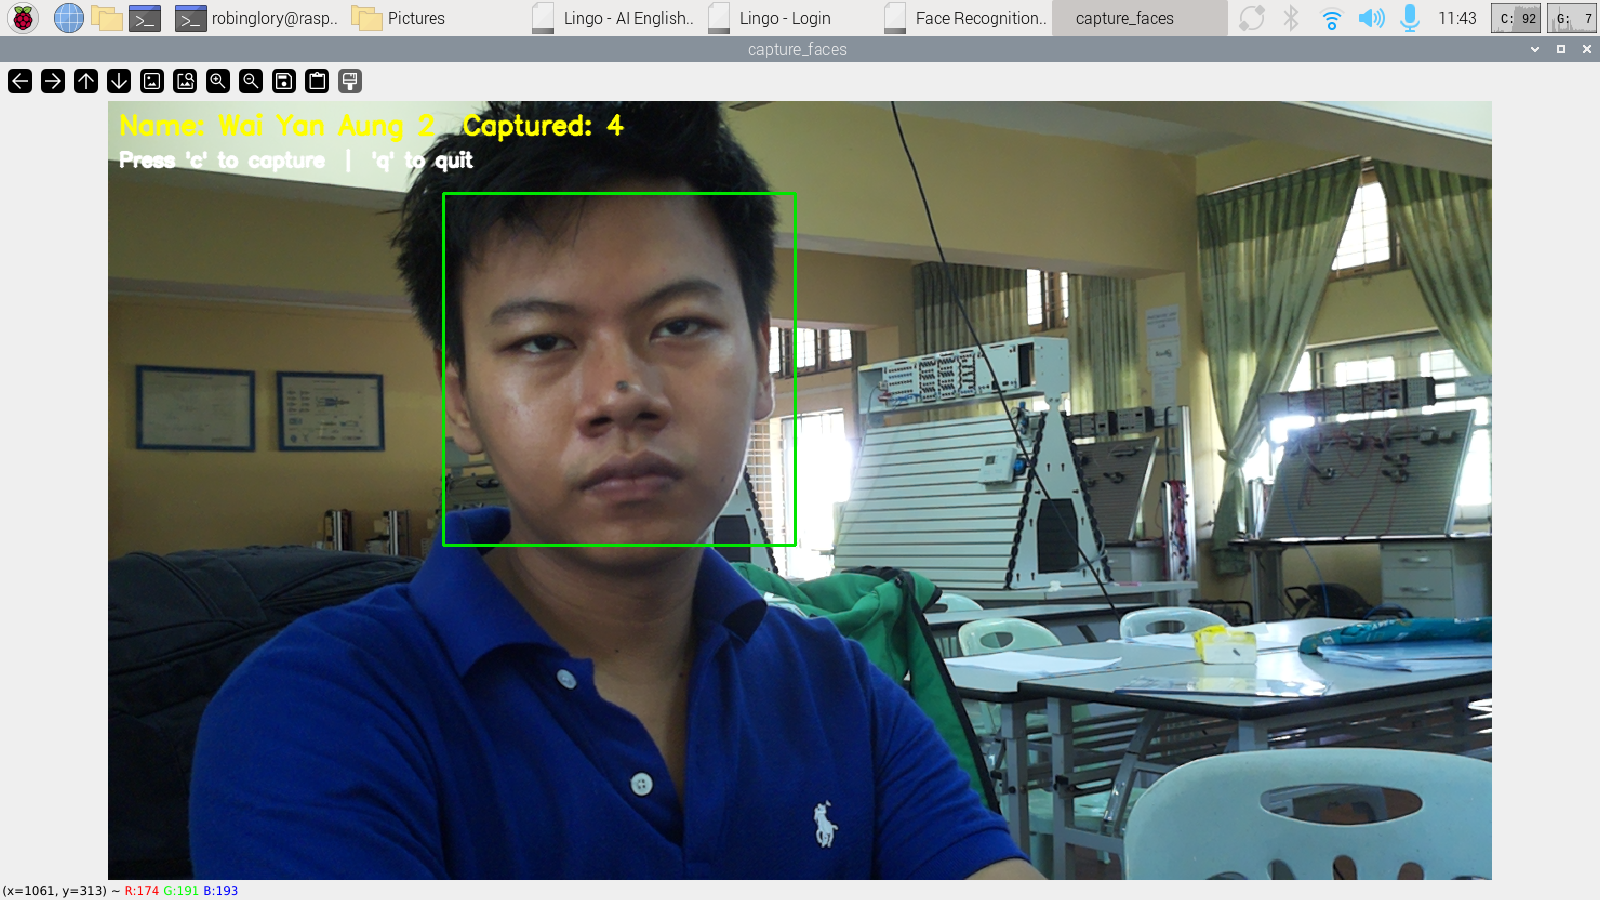 robinglory@rasp..
Pictures
Lingo - AI English..
Lingo - Login
Face Recognition..
capture_faces
11:43
C: 92
G: 7
capture_faces
Name: Wai Yan Aung 2 Captured: 4
Press 'c' to capture | 'q' to quit
(x=1061, y=313) ~ R:174 G:191 B:193